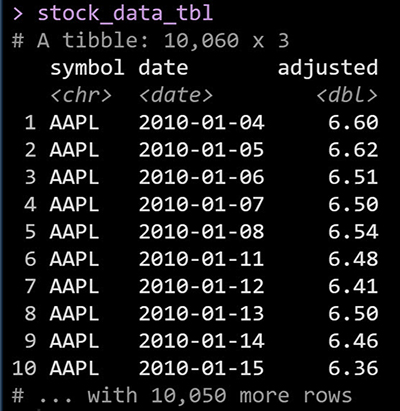 > stock_data_tbl
# A tibble: 10,060 x 3
symbol date adjusted
<chr> <date> <dbl>
1 AAPL 2010-01-04 6.60
2 AAPL 2010-01-05 6.62
3 AAPL 2010-01-06 6.51
4 AAPL 2010-01-07 6.50
5 AAPL 2010-01-08 6.54
6 AAPL 2010-01-11 6.48
7 AAPL 2010-01-12 6.41
8 AAPL 2010-01-13 6.50
9 AAPL 2010-01-14 6.46
10 AAPL 2010-01-15 6.36
# ... with 10,050 more rows